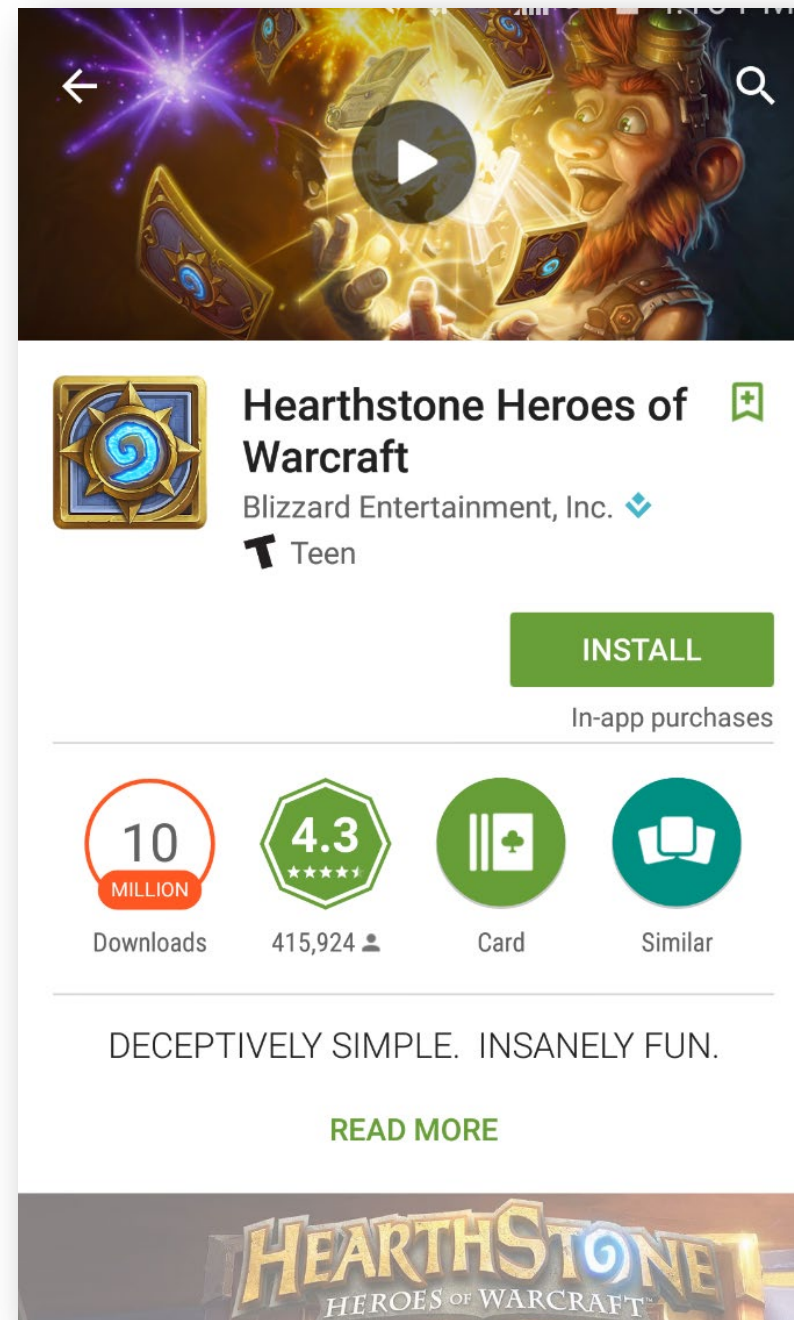 Hearthstone Heroes of
Warcraft
Blizzard Entertainment, Inc.
T Teen
INSTALL
In-app purchases
10
MILLION
Downloads
4.3
415,924
Card
Similar
DECEPTIVELY SIMPLE.  INSANELY FUN.
READ MORE
HEARTHSTONE
HEROES OF WARCRAFT™